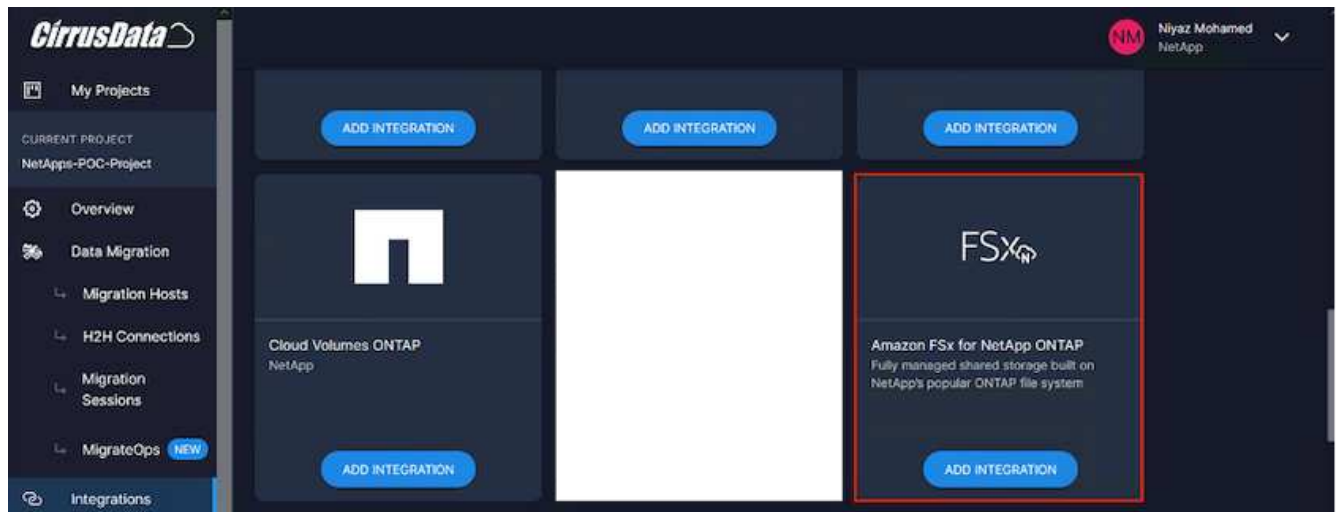 CirrusData
NM
Niyaz Mohamed
NetApp
My Projects
CURRENT PROJECT
NetApps-POC-Project
Overview
Data Migration
Migration Hosts
H2H Connections
Migration
Sessions
MigrateOps NEW
Integrations
ADD INTEGRATION
ADD INTEGRATION
ADD INTEGRATION
Cloud Volumes ONTAP
NetApp
ADD INTEGRATION
FSxN
Amazon FSx for NetApp ONTAP
Fully managed shared storage built on
NetApp's popular ONTAP file system
ADD INTEGRATION